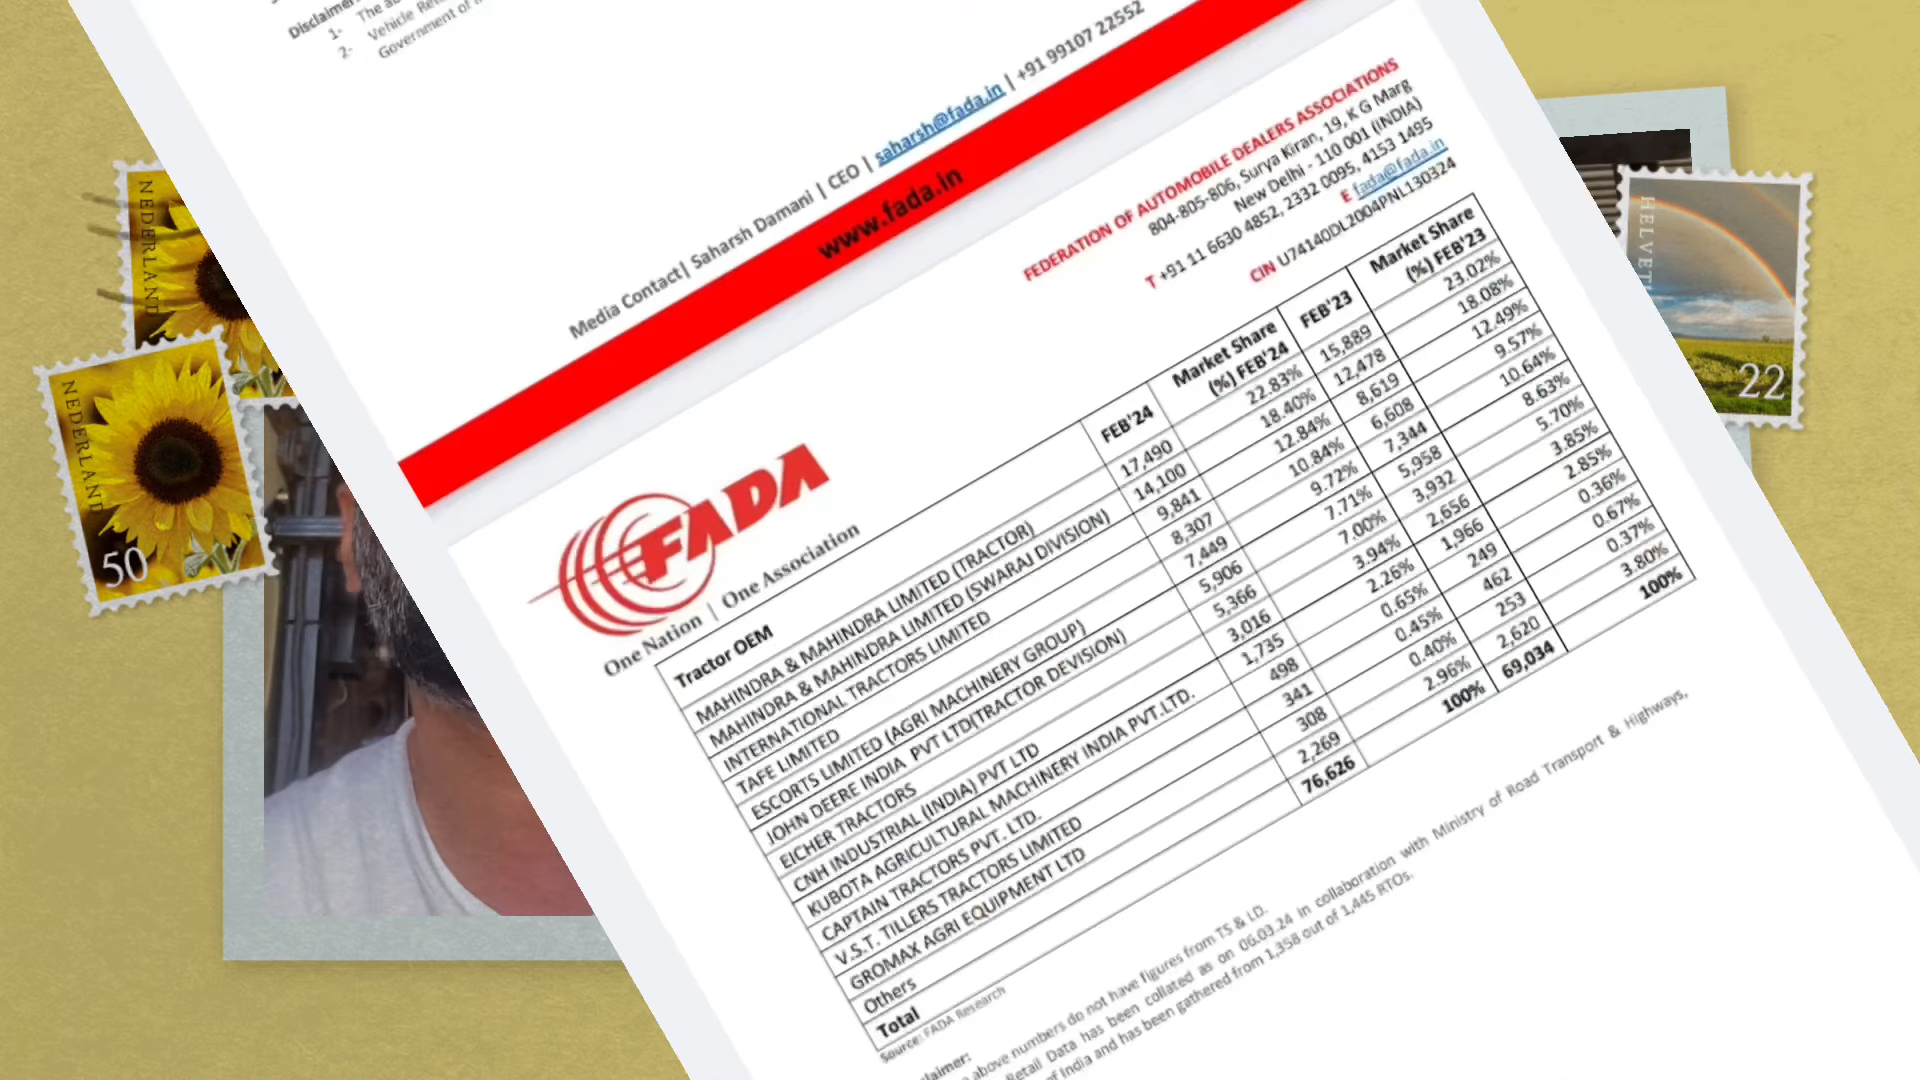 Disclaimer:
1- The ab
2- Vehicle Re
Government of
Media Contact| Saharsh Damani | CEO | saharsh@fada.in | +91 99107 22552
www.fada.in
FEDERATION OF AUTOMOBILE DEALERS ASSOCIATIONS
804-805-806, Surya Kiran, 19, K G Marg
New Delhi - 110 001 (INDIA)
T +91 11 6630 4852, 2332 0095, 4153 1495
E fada@fada.in
CIN U74140DL2004PNL130324
FADA
One Nation | One Association
Tractor OEM FEB'24 Market Share (%) FEB'24 FEB'23 Market Share (%) FEB'23
MAHINDRA & MAHINDRA LIMITED (TRACTOR) 17,490 22.83% 15,889 23.02%
MAHINDRA & MAHINDRA LIMITED (SWARAJ DIVISION) 14,100 18.40% 12,478 18.08%
INTERNATIONAL TRACTORS LIMITED 9,841 12.84% 8,619 12.49%
TAFE LIMITED 8,307 10.84% 6,608 9.57%
ESCORTS LIMITED (AGRI MACHINERY GROUP) 7,449 9.72% 7,344 10.64%
JOHN DEERE INDIA PVT LTD(TRACTOR DEVISION) 5,906 7.71% 5,958 8.63%
EICHER TRACTORS 5,366 7.00% 3,932 5.70%
CNH INDUSTRIAL (INDIA) PVT LTD 3,016 3.94% 2,656 3.85%
KUBOTA AGRICULTURAL MACHINERY INDIA PVT.LTD. 1,735 2.26% 1,966 2.85%
CAPTAIN TRACTORS PVT. LTD. 498 0.65% 249 0.36%
V.S.T. TILLERS TRACTORS LIMITED 341 0.45% 462 0.67%
GROMAX AGRI EQUIPMENT LTD 308 0.40% 253 0.37%
Others 2,269 2.96% 2,620 3.80%
Total 76,626 100% 69,034 100%
Source: FADA Research
claimer:
above numbers do not have figures from TS & LD.
Retail Data has been collated as on 06.03.24 in collaboration with Ministry of Road Transport & Highways,
of India and has been gathered from 1,358 out of 1,445 RTOs.
NEDERLAND
NEDERLAND
50
HELVET
22